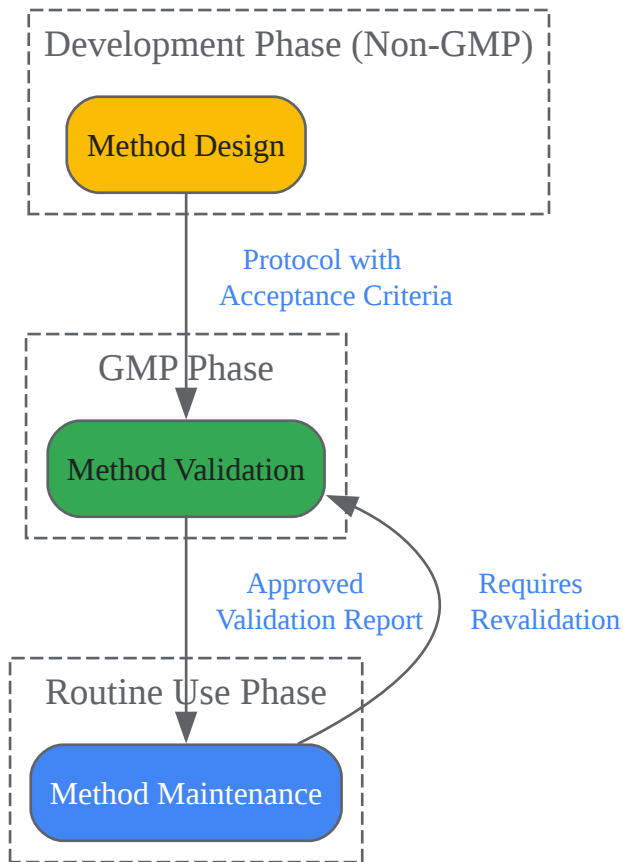 Development Phase (Non-GMP)
Method Design
Protocol with
Acceptance Criteria
GMP Phase
Method Validation
Approved
Validation Report
Requires
Revalidation
Routine Use Phase
Method Maintenance